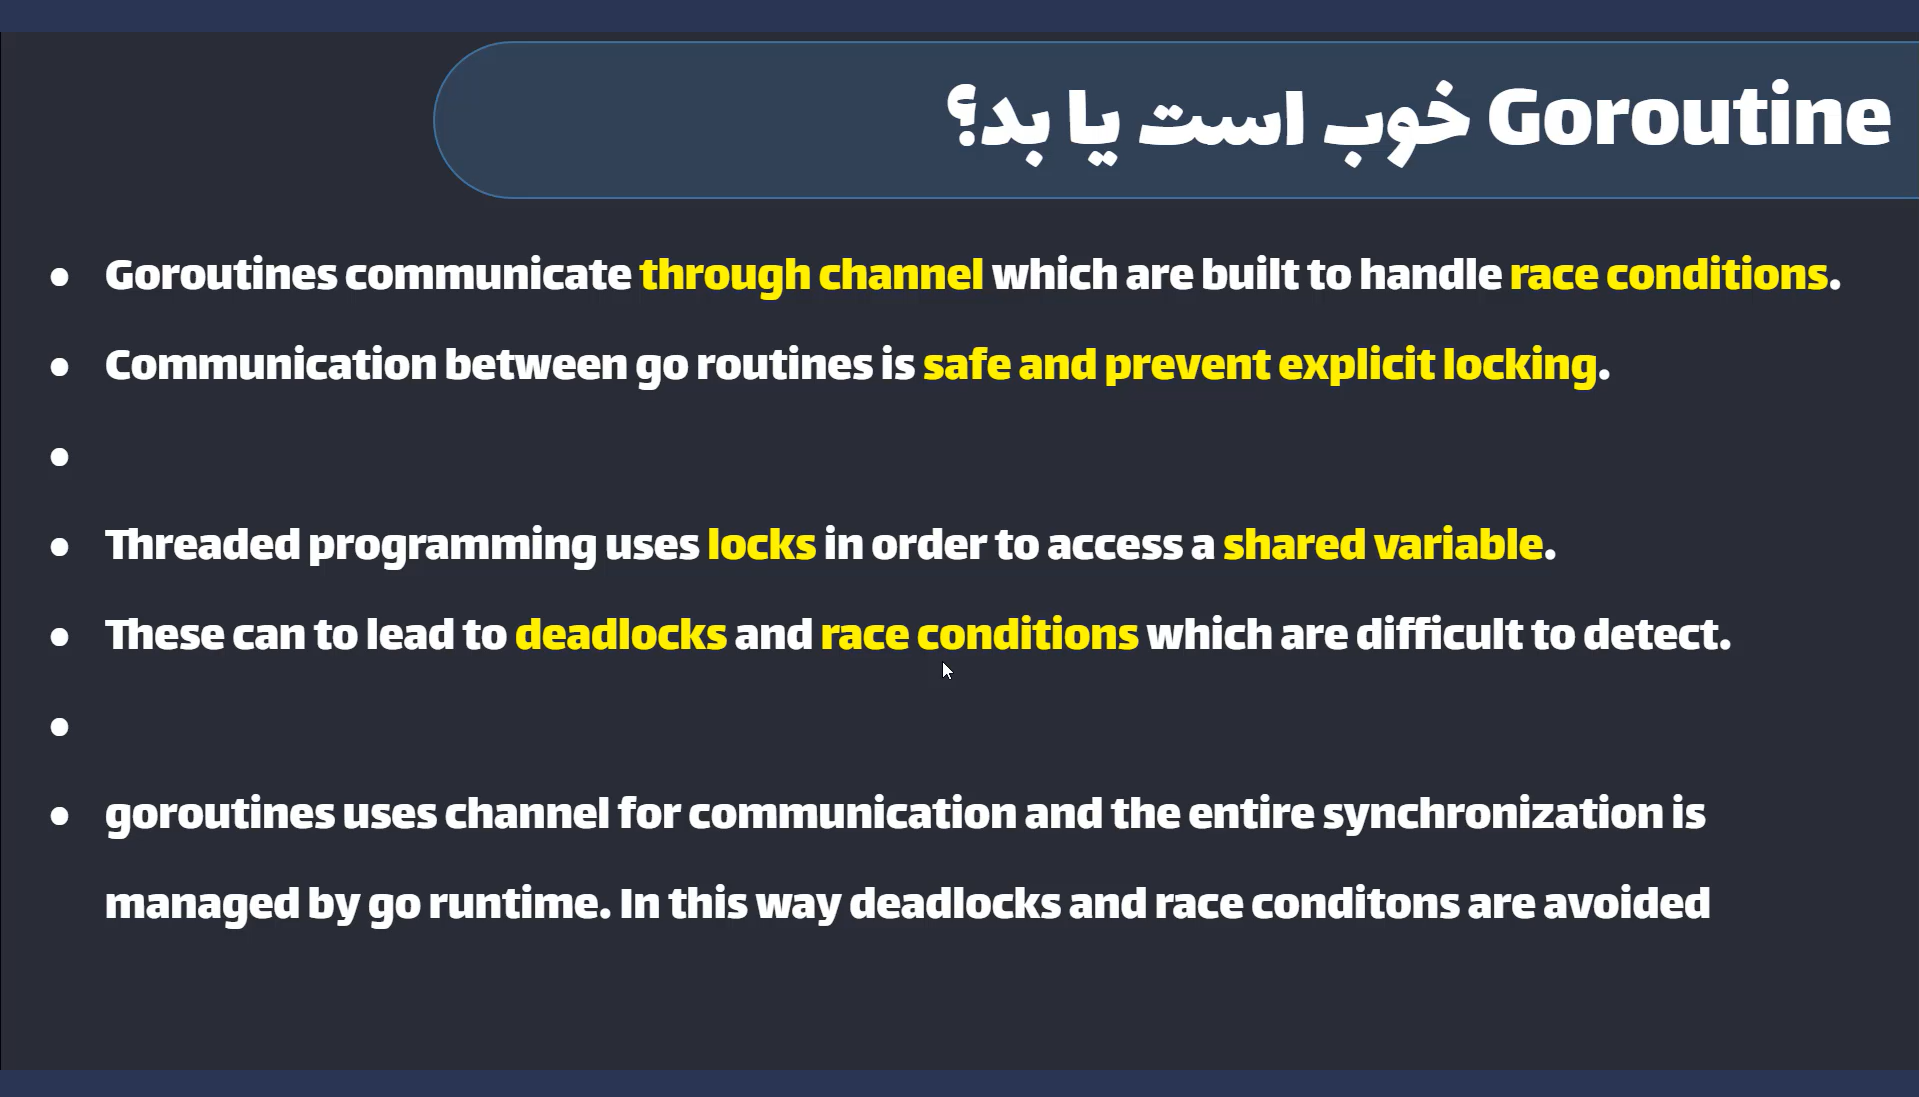 Goroutine خوب است یا بد؟
• Goroutines communicate through channel which are built to handle race conditions.
• Communication between go routines is safe and prevent explicit locking.
•
• Threaded programming uses locks in order to access a shared variable.
• These can to lead to deadlocks and race conditions which are difficult to detect.
•
• goroutines uses channel for communication and the entire synchronization is
managed by go runtime. In this way deadlocks and race conditons are avoided